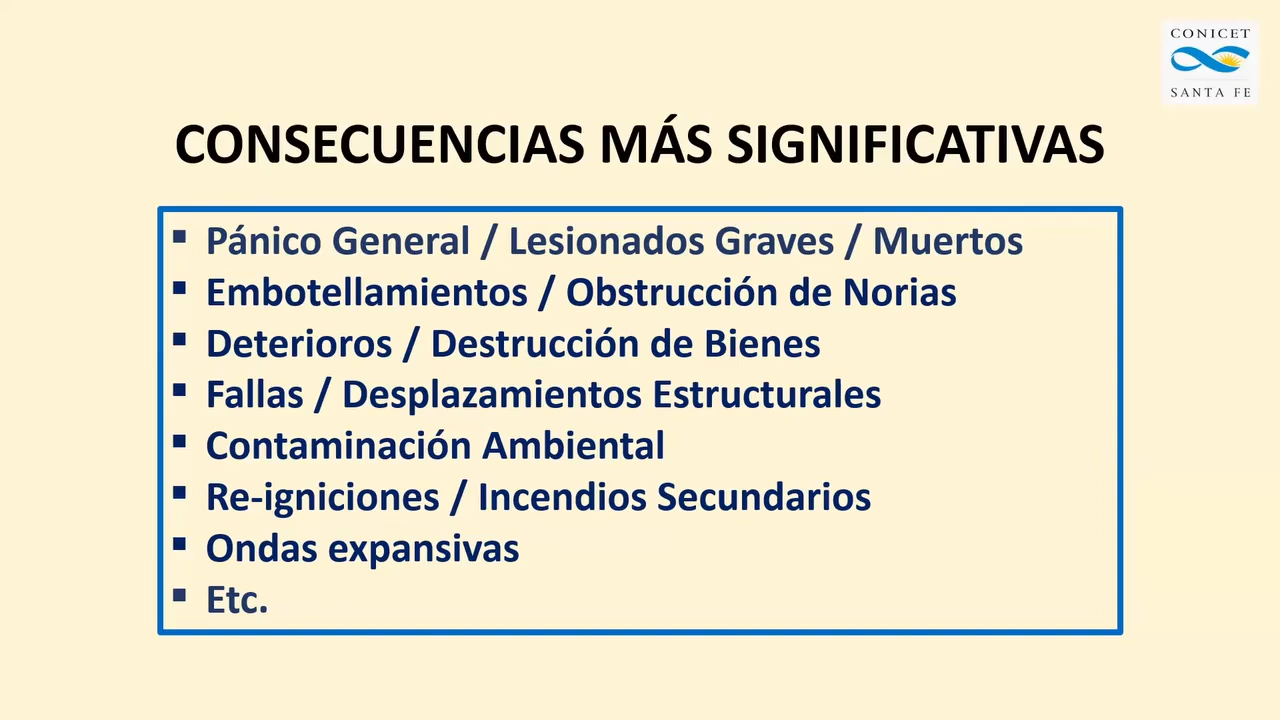 CONICET
SANTA FE
CONSECUENCIAS MÁS SIGNIFICATIVAS
▪ Pánico General / Lesionados Graves / Muertos
▪ Embotellamientos / Obstrucción de Norias
▪ Deterioros / Destrucción de Bienes
▪ Fallas / Desplazamientos Estructurales
▪ Contaminación Ambiental
▪ Re-igniciones / Incendios Secundarios
▪ Ondas expansivas
▪ Etc.